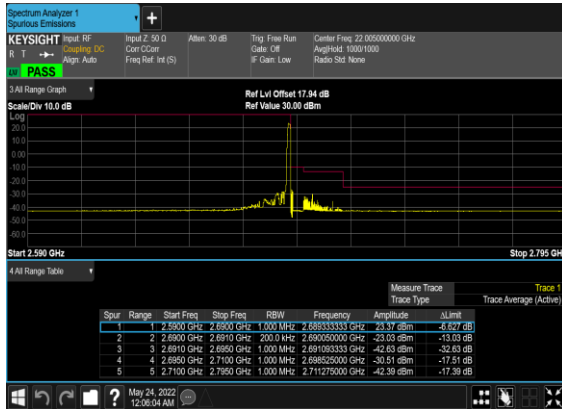 Spectrum Analyzer 1
Spurious Emissions
KEYSIGHT Input: RF Input Z: 50 Ω Atten: 30 dB Trig: Free Run Center Freq: 22.005000000 GHz
R T Coupling: DC Corr CCorr Gate: Off Avg|Hold: 1000/1000
Align: Auto Freq Ref: Int (S) IF Gain: Low Radio Std: None
PASS
3 All Range Graph
Ref Lvl Offset 17.94 dB
Scale/Div 10.0 dB Ref Value 30.00 dBm
Log
20.0
10.0
0.00
-10.0
-20.0
-30.0
-40.0
-50.0
-60.0
Start 2.590 GHz Stop 2.795 GH
4 All Range Table
Measure Trace Trace 1
Trace Type Trace Average (Active)
Spur Range Start Freq Stop Freq RBW Frequency Amplitude ΔLimit
1 1 2.5900 GHz 2.6900 GHz 1.000 MHz 2.689333333 GHz 23.37 dBm -6.627 dB
2 2 2.6900 GHz 2.6910 GHz 200.0 kHz 2.690050000 GHz -23.03 dBm -13.03 dB
3 3 2.6910 GHz 2.6950 GHz 1.000 MHz 2.691093333 GHz -42.63 dBm -32.63 dB
4 4 2.6950 GHz 2.7100 GHz 1.000 MHz 2.698525000 GHz -30.51 dBm -17.51 dB
5 5 2.7100 GHz 2.7950 GHz 1.000 MHz 2.711275000 GHz -42.39 dBm -17.39 dB
May 24, 2022
12:06:04 AM